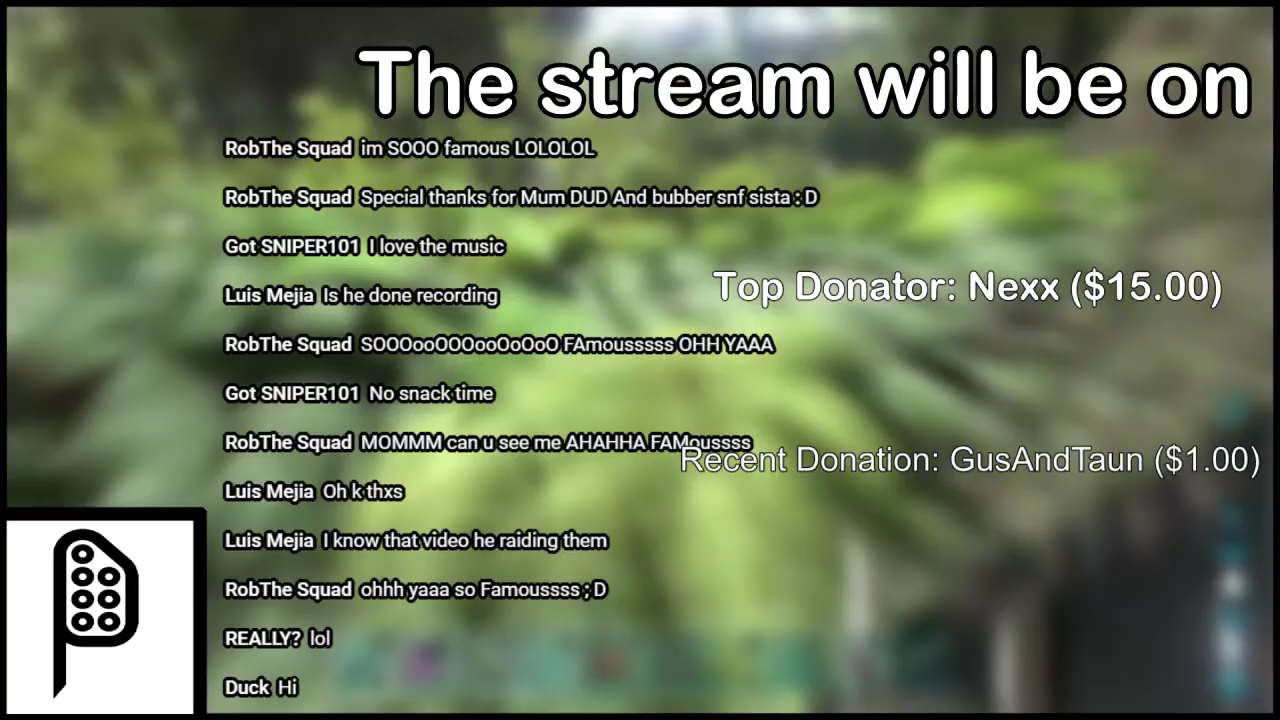 The stream will be on
RobThe Squad im SOOO famous LOLOLOL
RobThe Squad Special thanks for Mum DUD And bubber snf sista : D
Got SNIPER101 I love the music
Top Donator: Nexx ($15.00)
Luis Mejia Is he done recording
RobThe Squad SOOOooOOOooOoOoO FAmousssss OHH YAAA
Got SNIPER101 No snack time
RobThe Squad MOMMM can u see me AHAHHA FAMoussss
Recent Donation: GusAndTaun ($1.00)
Luis Mejia Oh k thxs
Luis Mejia I know that video he raiding them
RobThe Squad ohhh yaaa so Famoussss ; D
REALLY? lol
Duck Hi